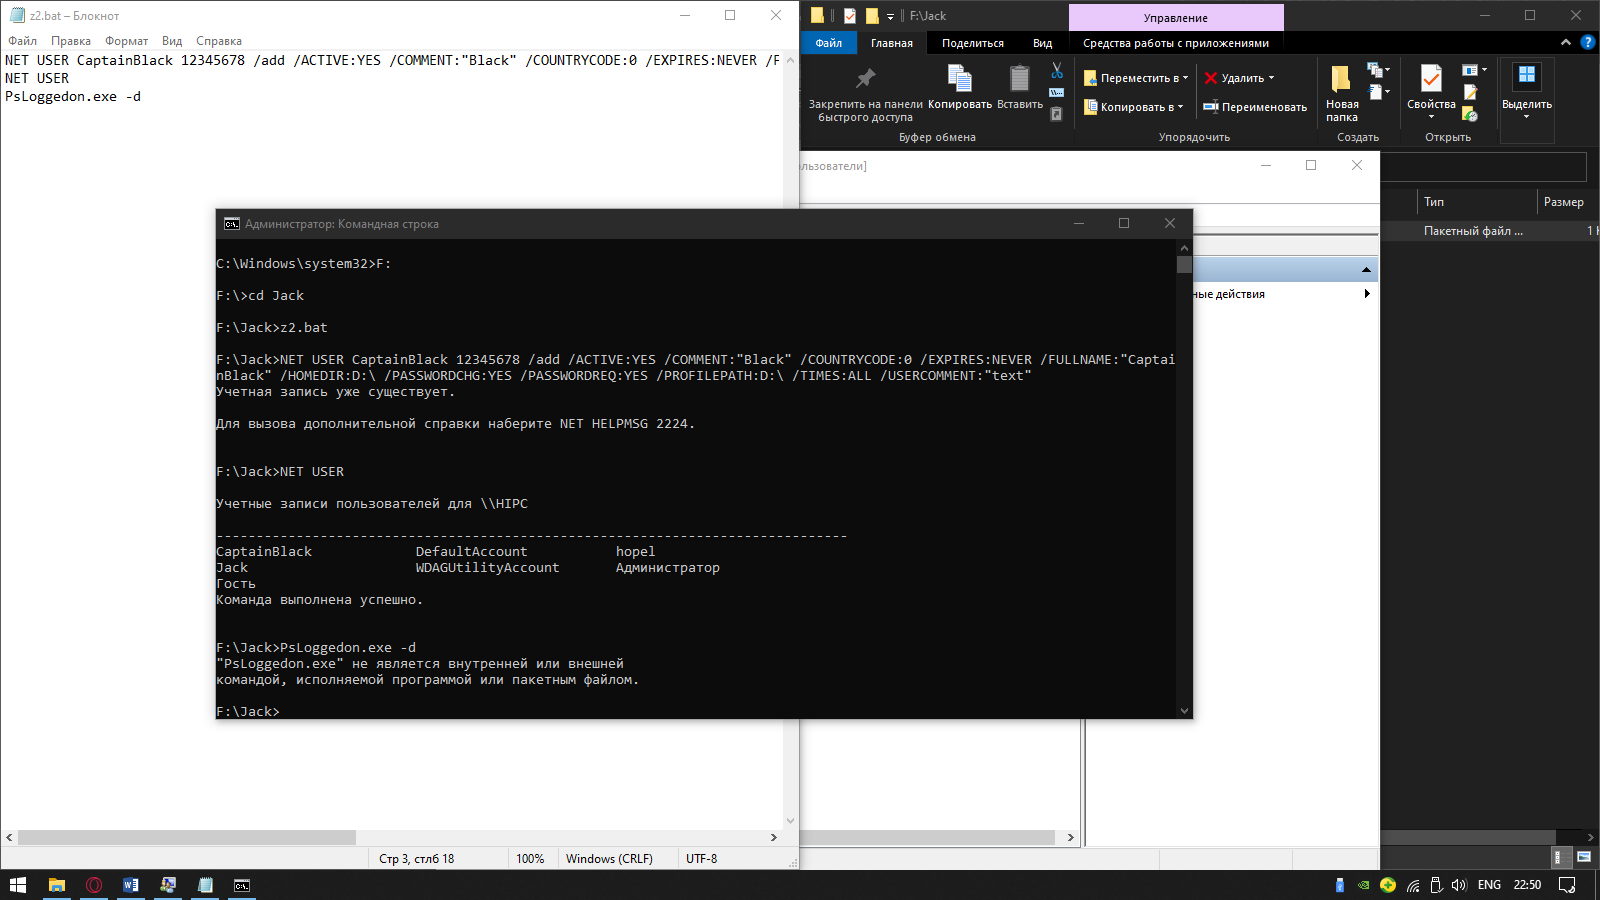 z2.bat – Блокнот
Файл Правка Формат Вид Справка
NET USER CaptainBlack 12345678 /add /ACTIVE:YES /COMMENT:"Black" /COUNTRYCODE:0 /EXPIRES:NEVER /F
NET USER
PsLoggedon.exe -d
Стр 3, стлб 18 100% Windows (CRLF) UTF-8
F:\Jack
Управление
Файл Главная Поделиться Вид Средства работы с приложениями
Закрепить на панели быстрого доступа
Копировать
Вставить
Буфер обмена
Переместить в
Копировать в
Удалить
Переименовать
Упорядочить
Новая папка
Создать
Свойства
Открыть
Выделить
ользователи]
Тип Размер
Пакетный файл ... 1
ные действия
Администратор: Командная строка
C:\Windows\system32>F:
F:\>cd Jack
F:\Jack>z2.bat
F:\Jack>NET USER CaptainBlack 12345678 /add /ACTIVE:YES /COMMENT:"Black" /COUNTRYCODE:0 /EXPIRES:NEVER /FULLNAME:"Captai
nBlack" /HOMEDIR:D:\ /PASSWORDCHG:YES /PASSWORDREQ:YES /PROFILEPATH:D:\ /TIMES:ALL /USERCOMMENT:"text"
Учетная запись уже существует.
Для вызова дополнительной справки наберите NET HELPMSG 2224.
F:\Jack>NET USER
Учетные записи пользователей для \\HIPC
-------------------------------------------------------------------------------
CaptainBlack DefaultAccount hopel
Jack WDAGUtilityAccount Администратор
Гость
Команда выполнена успешно.
F:\Jack>PsLoggedon.exe -d
"PsLoggedon.exe" не является внутренней или внешней
командой, исполняемой программой или пакетным файлом.
F:\Jack>
ENG 22:50